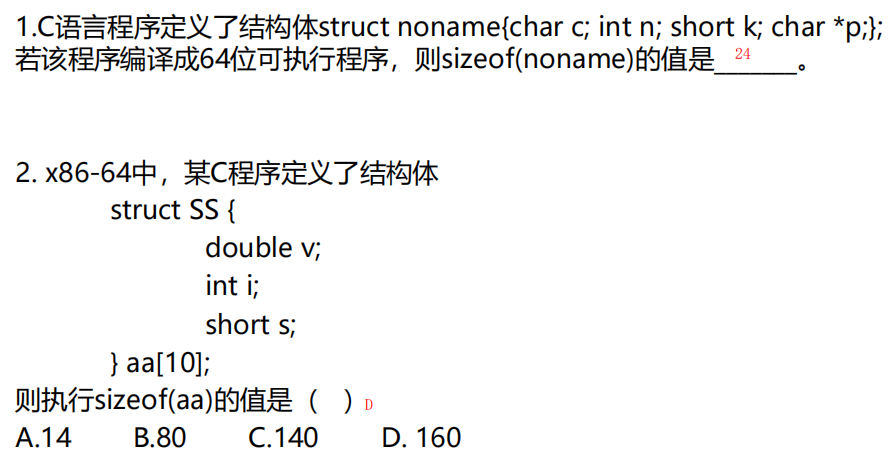 1.C语言程序定义了结构体struct noname{char c; int n; short k; char *p;};
若该程序编译成64位可执行程序，则sizeof(noname)的值是___24___。
2. x86-64中，某C程序定义了结构体
struct SS {
double v;
int i;
short s;
} aa[10];
则执行sizeof(aa)的值是（ ）D
A.14 B.80 C.140 D. 160